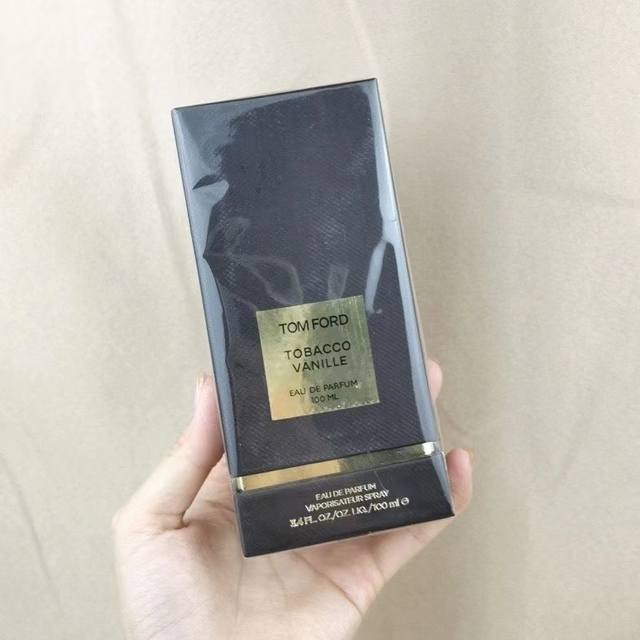 TOM FORD
TOBACCO
VANILLE
EAU DE PARFUM
100 ML
EAU DE PARFUM
VAPORISATEUR SPRAY
3,4 FL. OZ/OZ. LIQ./100 ml ℮